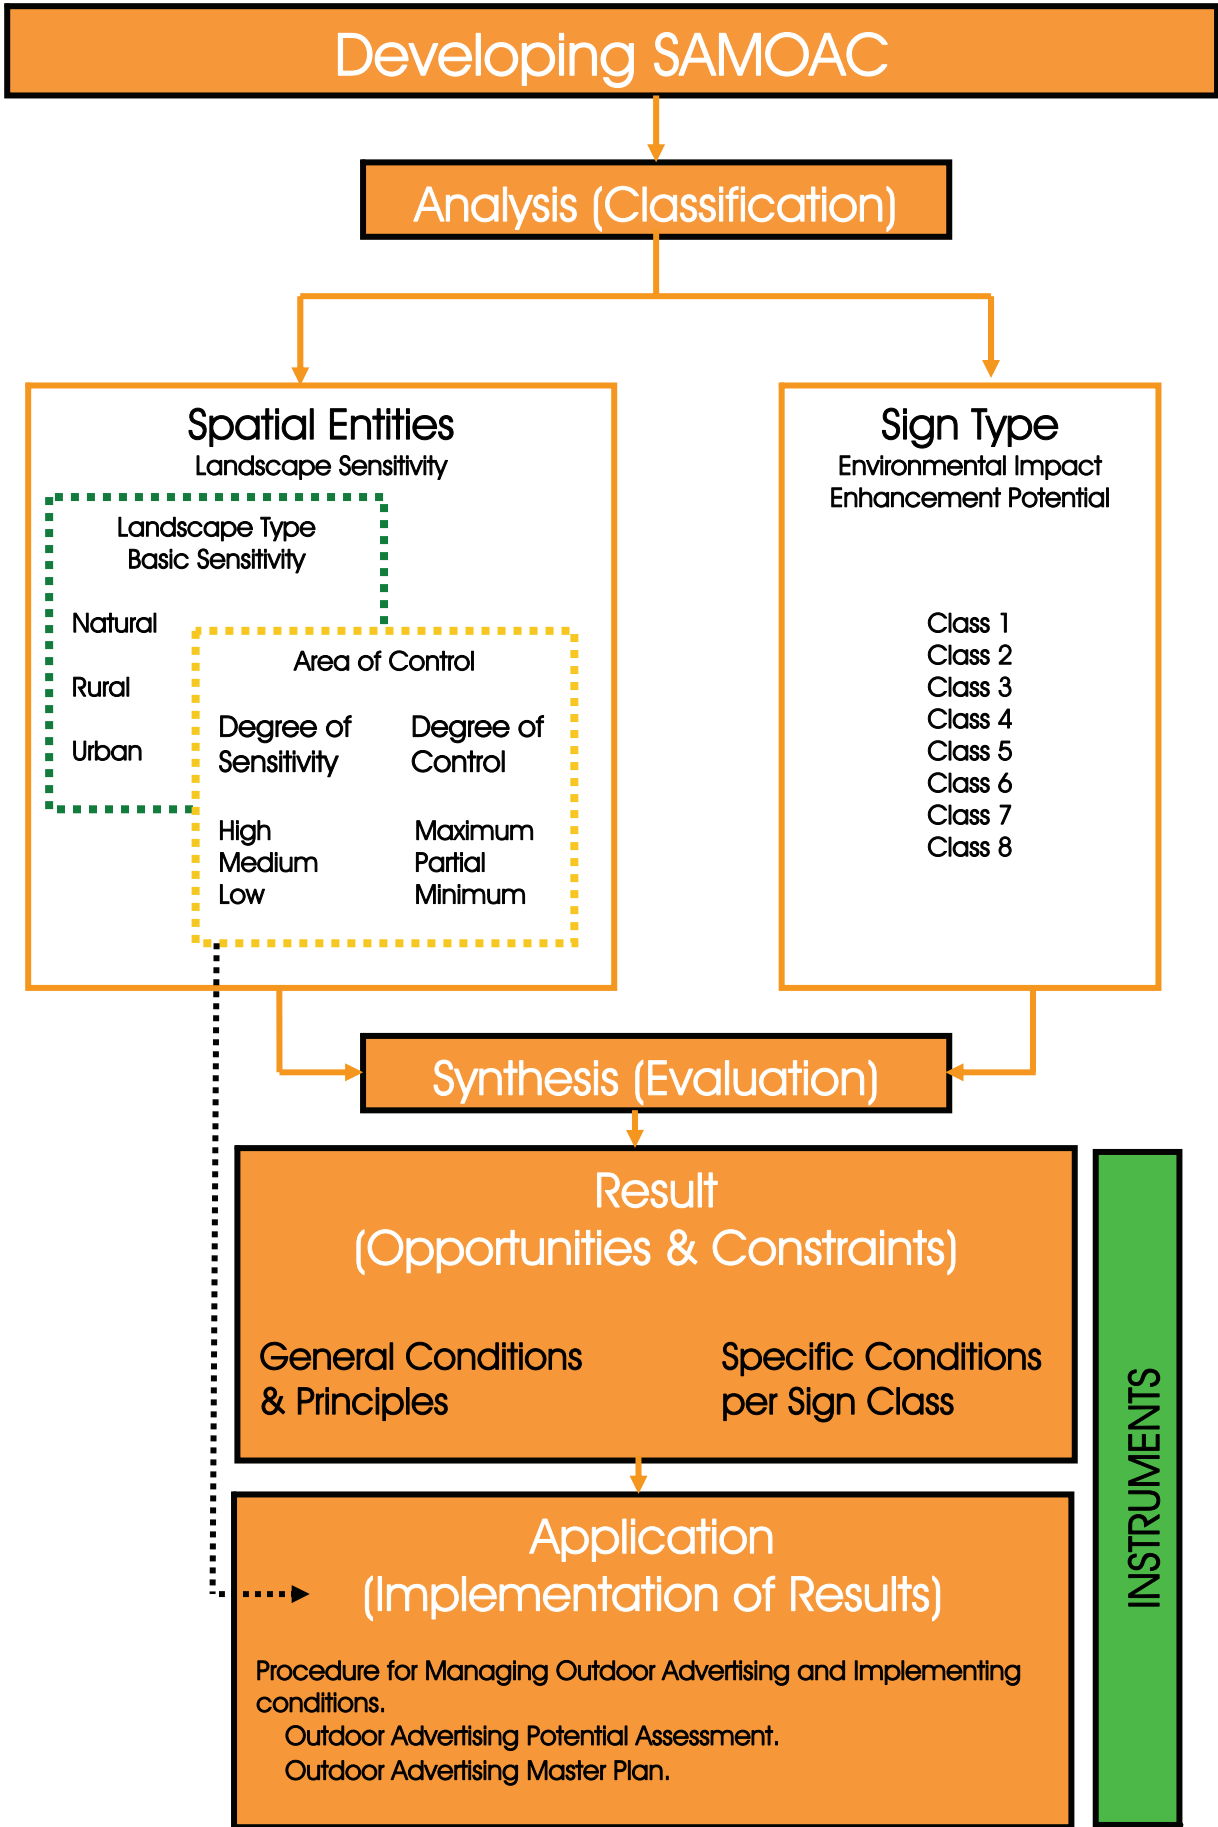 Developing SAMOAC
Analysis (Classification)
Spatial Entities
Landscape Sensitivity
Landscape Type
Basic Sensitivity
Natural
Rural
Urban
Area of Control
Degree of
Sensitivity
High
Medium
Low
Degree of
Control
Maximum
Partial
Minimum
Sign Type
Environmental Impact
Enhancement Potential
Class 1
Class 2
Class 3
Class 4
Class 5
Class 6
Class 7
Class 8
Synthesis (Evaluation)
Result
(Opportunities & Constraints)
General Conditions
& Principles
Specific Conditions
per Sign Class
Application
(Implementation of Results)
Procedure for Managing Outdoor Advertising and Implementing
conditions.
Outdoor Advertising Potential Assessment.
Outdoor Advertising Master Plan.
INSTRUMENTS